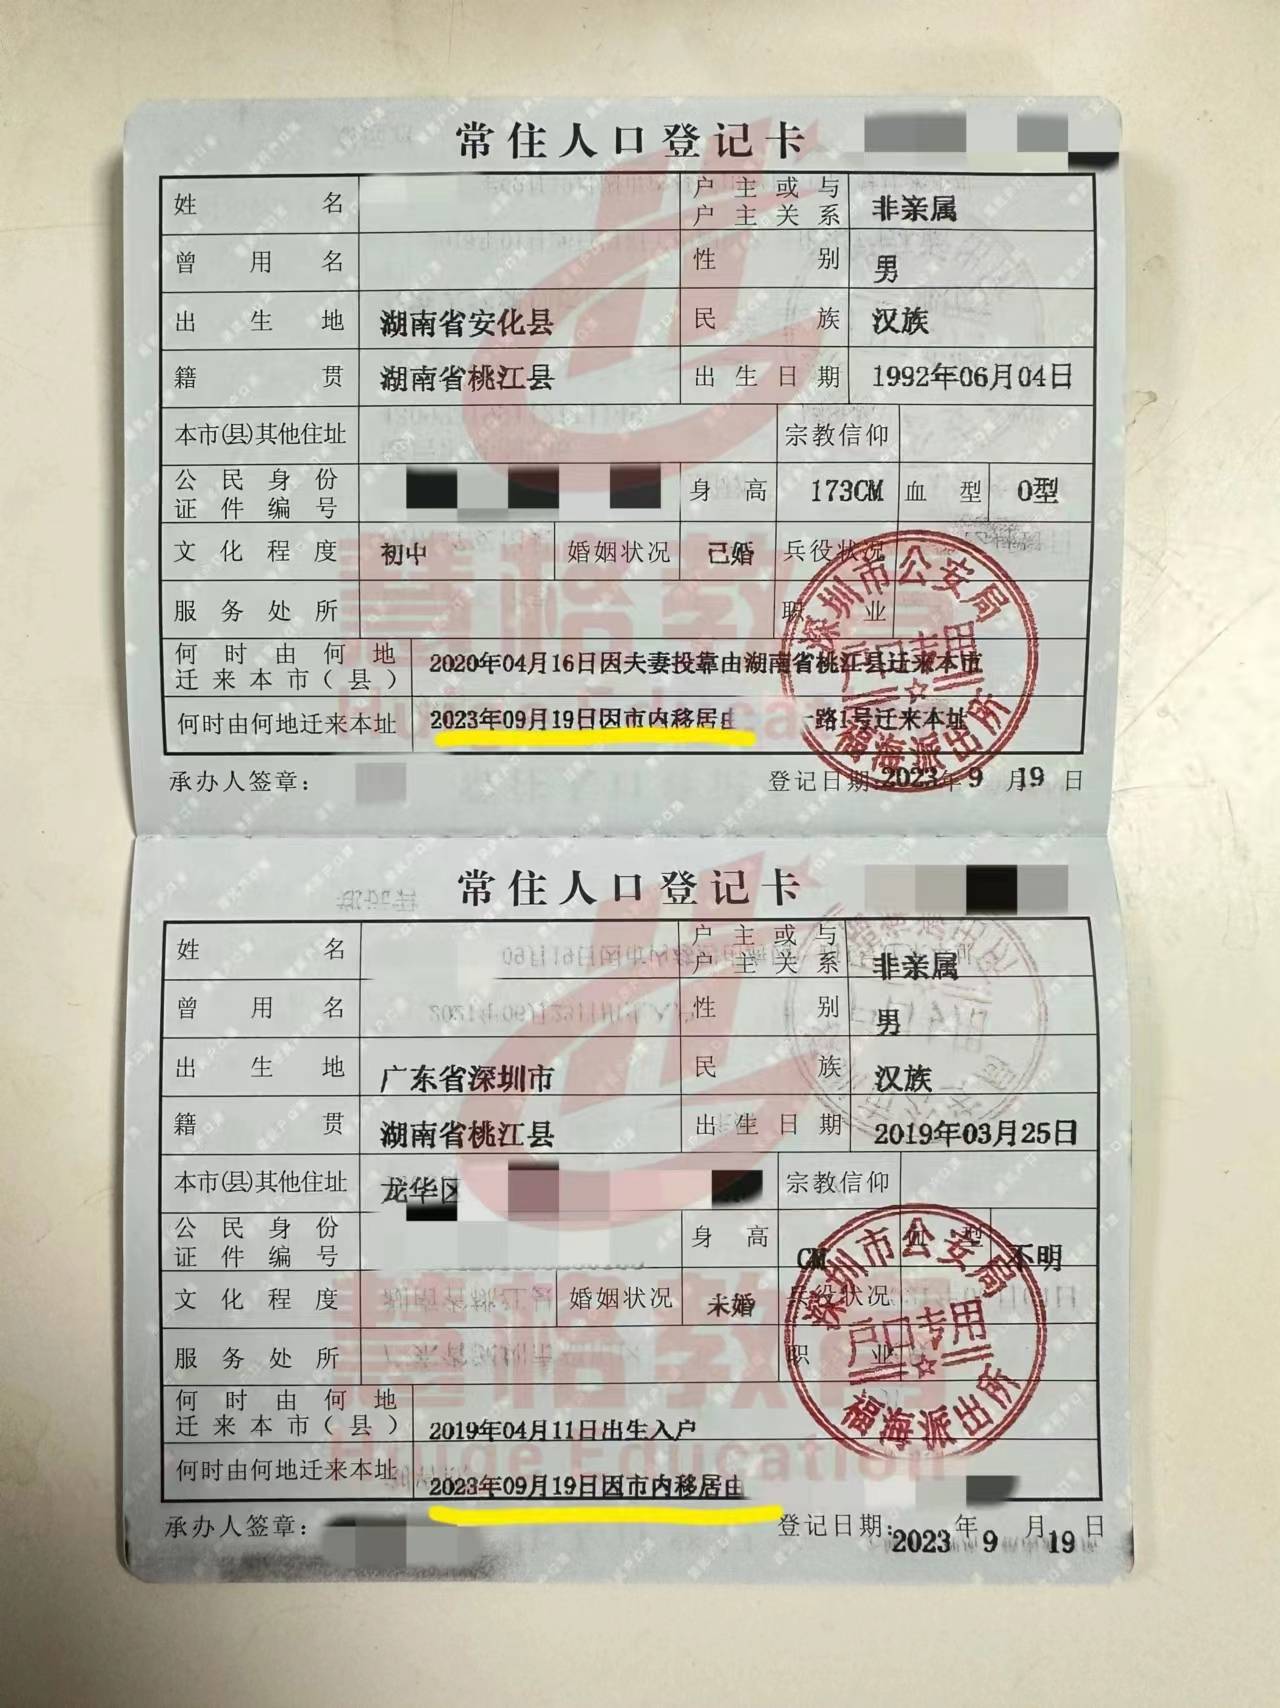 常住人口登记卡
姓名 户主或与户主关系 非亲属
曾用名 性别 男
出生地 湖南省安化县 民族 汉族
籍贯 湖南省桃江县 出生日期 1992年06月04日
本市(县)其他住址 宗教信仰
公民身份证件编号 身高 173CM 血型 O型
文化程度 初中 婚姻状况 已婚 兵役状况
服务处所 职业
何时由何地迁来本市(县) 2020年04月16日因夫妻投靠由湖南省桃江县迁来本市
何时由何地迁来本址 2023年09月19日因市内移居由 一路1号迁来本址
承办人签章: 登记日期:2023年9月19日
深圳市公安局
户口专用
福海派出所
慧格教育
Huige Education
常住人口登记卡
姓名 户主或与户主关系 非亲属
曾用名 性别 男
出生地 广东省深圳市 民族 汉族
籍贯 湖南省桃江县 出生日期 2019年03月25日
本市(县)其他住址 龙华区 宗教信仰
公民身份证件编号 身高 CM 血型 不明
文化程度 婚姻状况 未婚 兵役状况
服务处所 职业
何时由何地迁来本市(县) 2019年04月11日出生入户
何时由何地迁来本址 2023年09月19日因市内移居由
承办人签章: 登记日期:2023年9月19日
深圳市公安局
户口专用
福海派出所
慧格教育
Huige Education